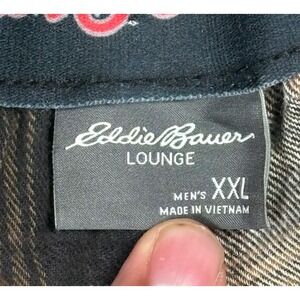 Eddie Bauer
LOUNGE
MEN'S XXL
MADE IN VIETNAM